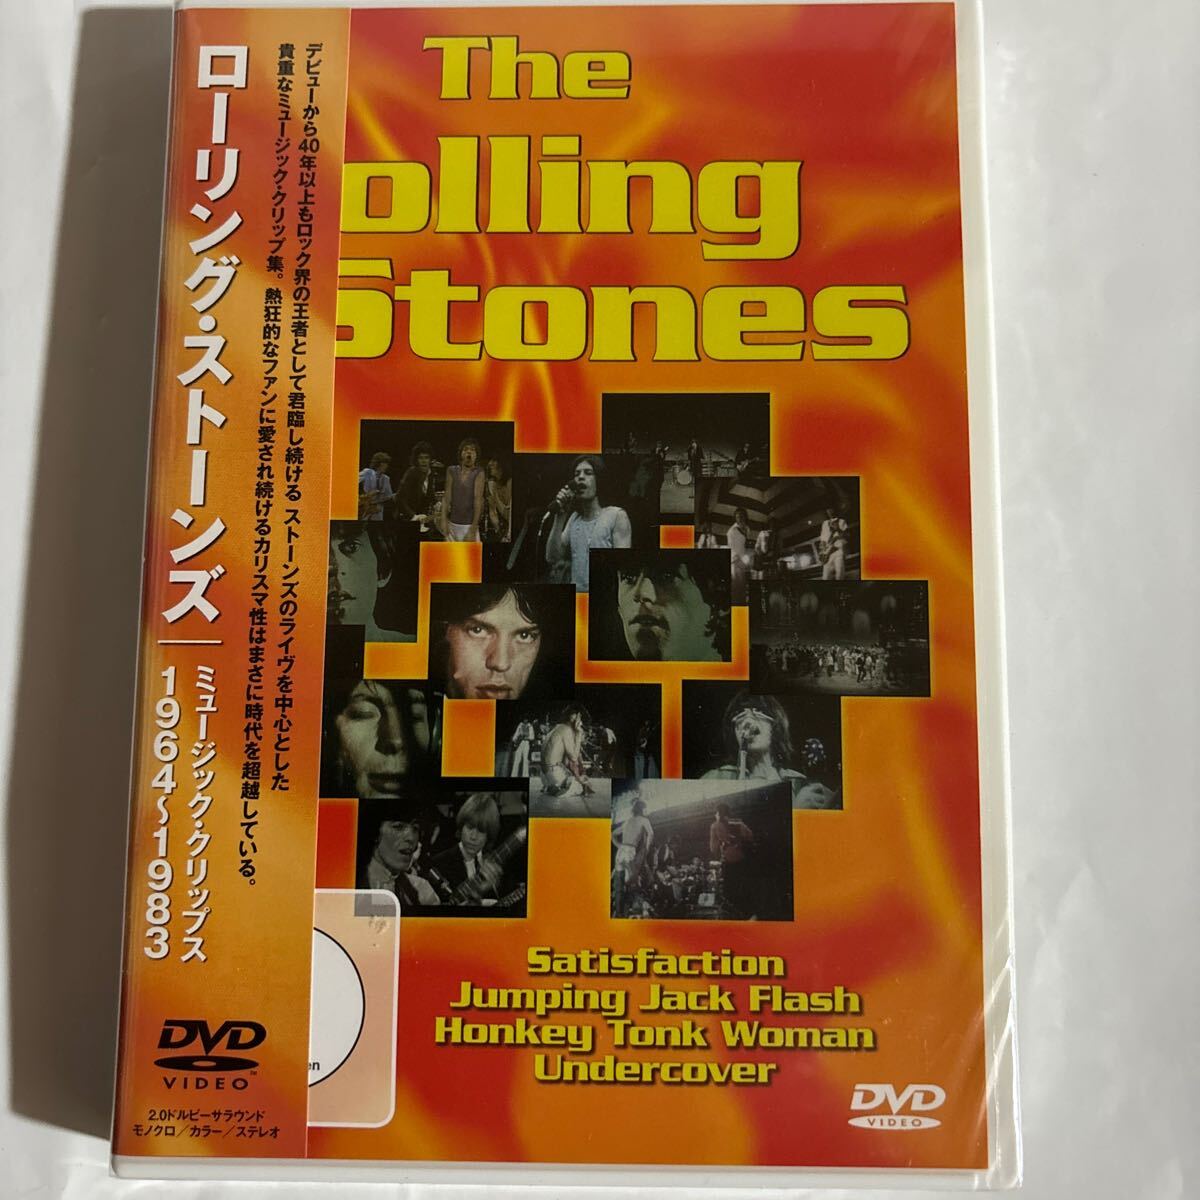 The
olling
Stones
ローリング・ストーンズ
ミュージック・クリップス
1964~1983
デビューから40年以上もロック界の王者として君臨し続ける ストーンズのライヴを中心とした
貴重なミュージック・クリップ集。熱狂的なファンに愛され続けるカリスマ性はまさに時代を超越している。
DVD
VIDEO
2.0ドルビーサラウンド
モノクロ/カラー/ステレオ
en
Satisfaction
Jumping Jack Flash
Honkey Tonk Woman
Undercover
DVD
VIDEO